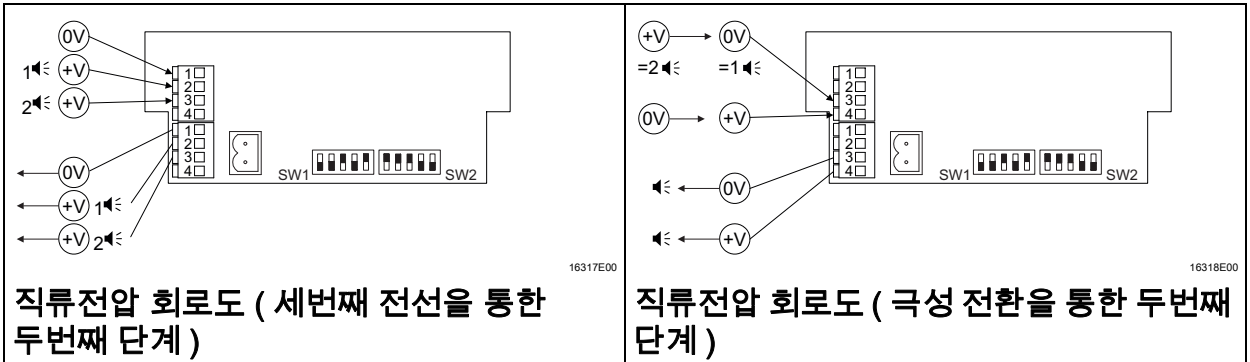 0V
1 +V
2 +V
1
2
3
4
1
2
3
4
0V
+V 1
+V 2
SW1
SW2
16317E00
직류전압 회로도 ( 세번째 전선을 통한
두번째 단계 )
+V 0V
=2 =1
0V +V
1
2
3
4
1
2
3
4
0V
+V
SW1
SW2
16318E00
직류전압 회로도 ( 극성 전환을 통한 두번째
단계 )